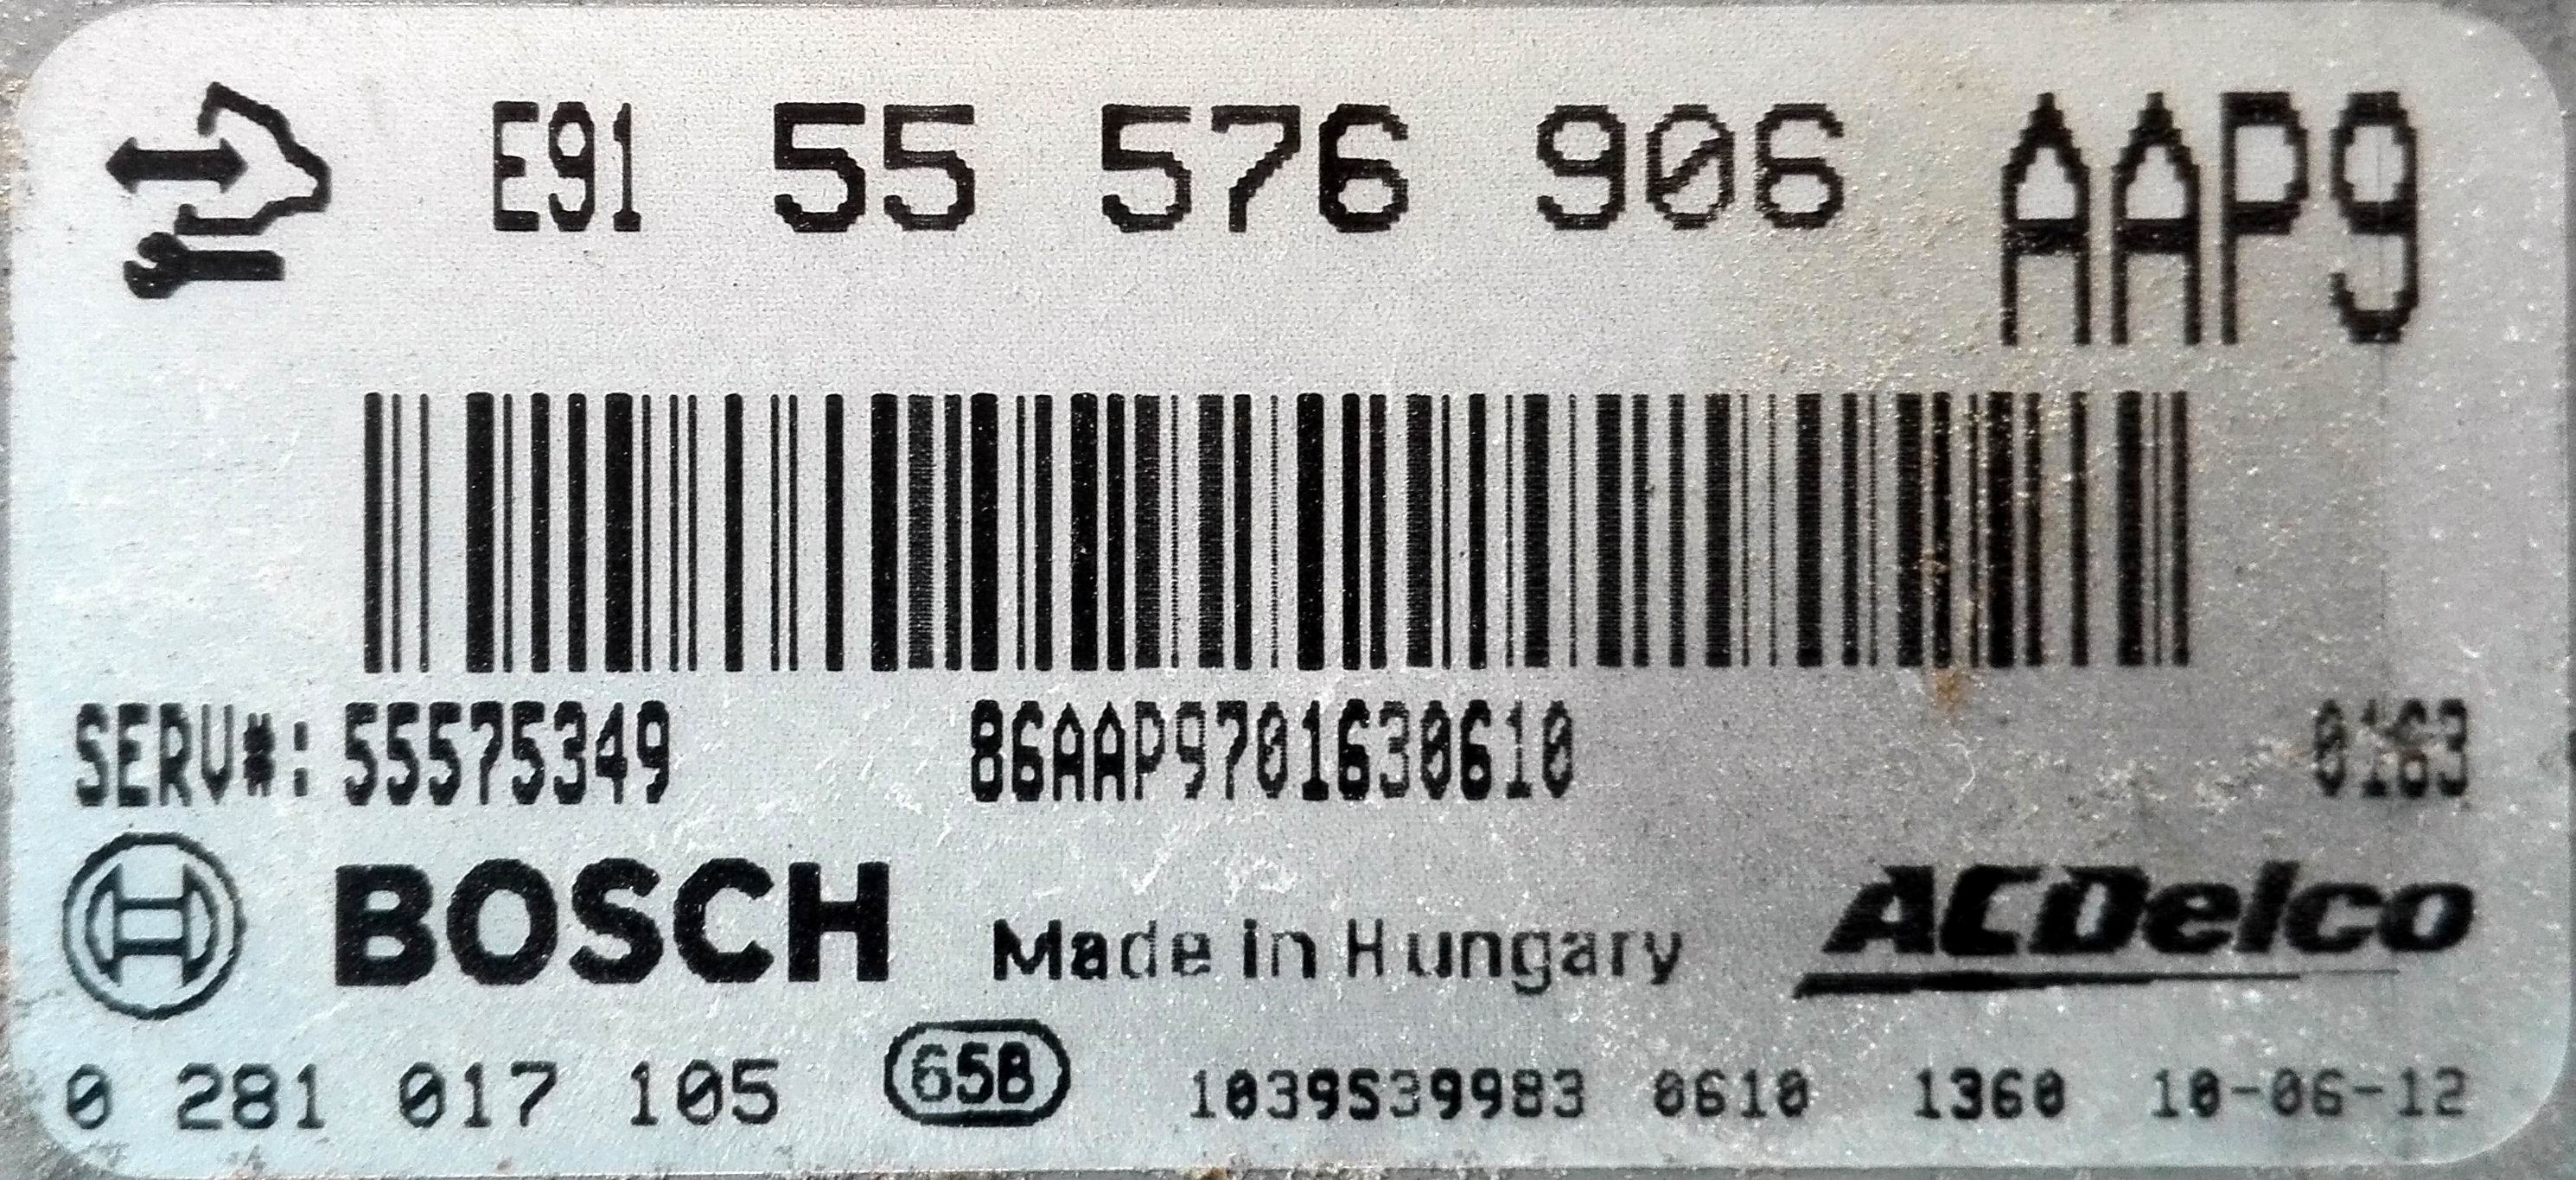 E91 55 576 906 AAP9
SERV#: 55575349 86AAP9701630610 0163
BOSCH Made in Hungary ACDelco
0 281 017 105 65B 1039S39983 0610 1360 10-06-12